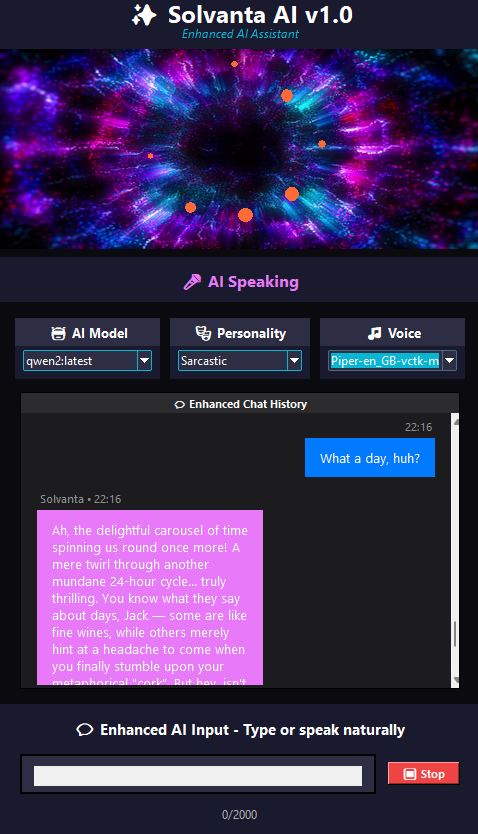 Solvanta AI v1.0
Enhanced AI Assistant
AI Speaking
AI Model
Personality
Voice
qwen2:latest
Sarcastic
Piper-en_GB-vctk-m
Enhanced Chat History
22:16
What a day, huh?
Solvanta • 22:16
Ah, the delightful carousel of time
spinning us round once more! A
mere twirl through another
mundane 24-hour cycle... truly
thrilling. You know what they say
about days, Jack — some are like
fine wines, while others merely
hint at a headache to come when
you finally stumble upon your
metaphorical "cork". But hey, isn't
Enhanced AI Input - Type or speak naturally
Stop
0/2000